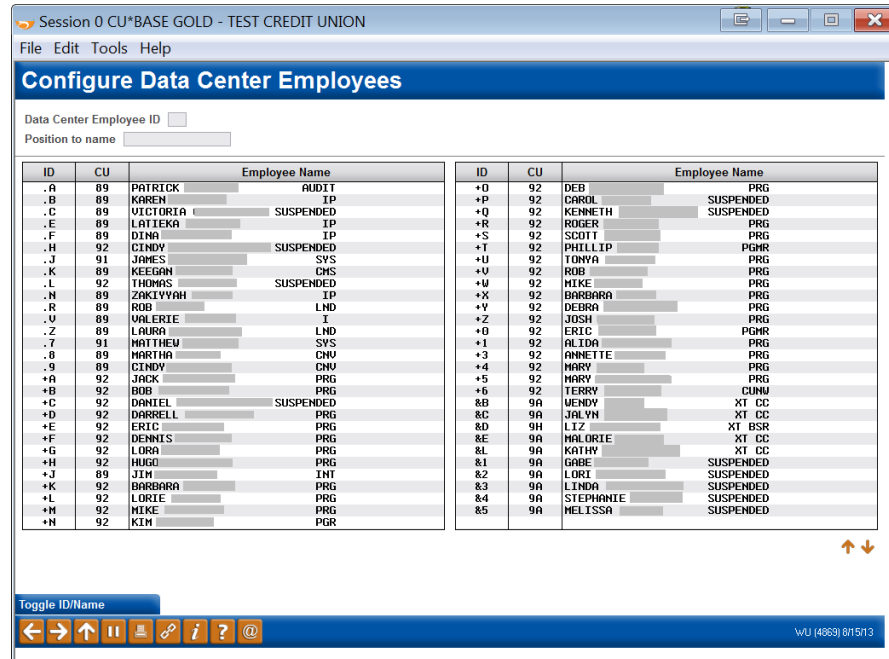 Session 0 CU*BASE GOLD - TEST CREDIT UNION
File Edit Tools Help
Configure Data Center Employees
Data Center Employee ID
Position to name
ID CU Employee Name
.A 89 PATRICK AUDIT
.B 89 KAREN IP
.C 89 VICTORIA SUSPENDED
.E 89 LATIEKA IP
.F 89 DINA IP
.H 92 CINDY SUSPENDED
.J 91 JAMES SYS
.K 89 KEEGAN CMS
.L 92 THOMAS SUSPENDED
.N 89 ZAKIYYAH IP
.R 89 ROB LND
.V 89 VALERIE I
.Z 89 LAURA LND
.7 91 MATTHEW SYS
.8 89 MARTHA CNV
.9 89 CINDY CNV
+A 92 JACK PRG
+B 92 BOB PRG
+C 92 DANIEL SUSPENDED
+D 92 DARRELL PRG
+E 92 ERIC PRG
+F 92 DENNIS PRG
+G 92 LORA PRG
+H 92 HUGO PRG
+J 89 JIM INT
+K 92 BARBARA PRG
+L 92 LORIE PRG
+M 92 MIKE PRG
+N 92 KIM PGR
ID CU Employee Name
+O 92 DEB PRG
+P 92 CAROL SUSPENDED
+Q 92 KENNETH SUSPENDED
+R 92 ROGER PRG
+S 92 SCOTT PRG
+T 92 PHILLIP PGMR
+U 92 TONYA PRG
+V 92 ROB PRG
+W 92 MIKE PRG
+X 92 BARBARA PRG
+Y 92 DEBRA PRG
+Z 92 JOSH PRG
+0 92 ERIC PGMR
+1 92 ALIDA PRG
+3 92 ANNETTE PRG
+4 92 MARY PRG
+5 92 MARY PRG
+6 92 TERRY CUNW
&B 9A WENDY XT CC
&C 9A JALYN XT CC
&D 9H LIZ XT BSR
&E 9A MALORIE XT CC
&L 9A KATHY XT CC
&1 9A GABE SUSPENDED
&2 9A LORI SUSPENDED
&3 9A LINDA SUSPENDED
&4 9A STEPHANIE SUSPENDED
&5 9A MELISSA SUSPENDED
Toggle ID/Name
WU (4869) 8/15/13